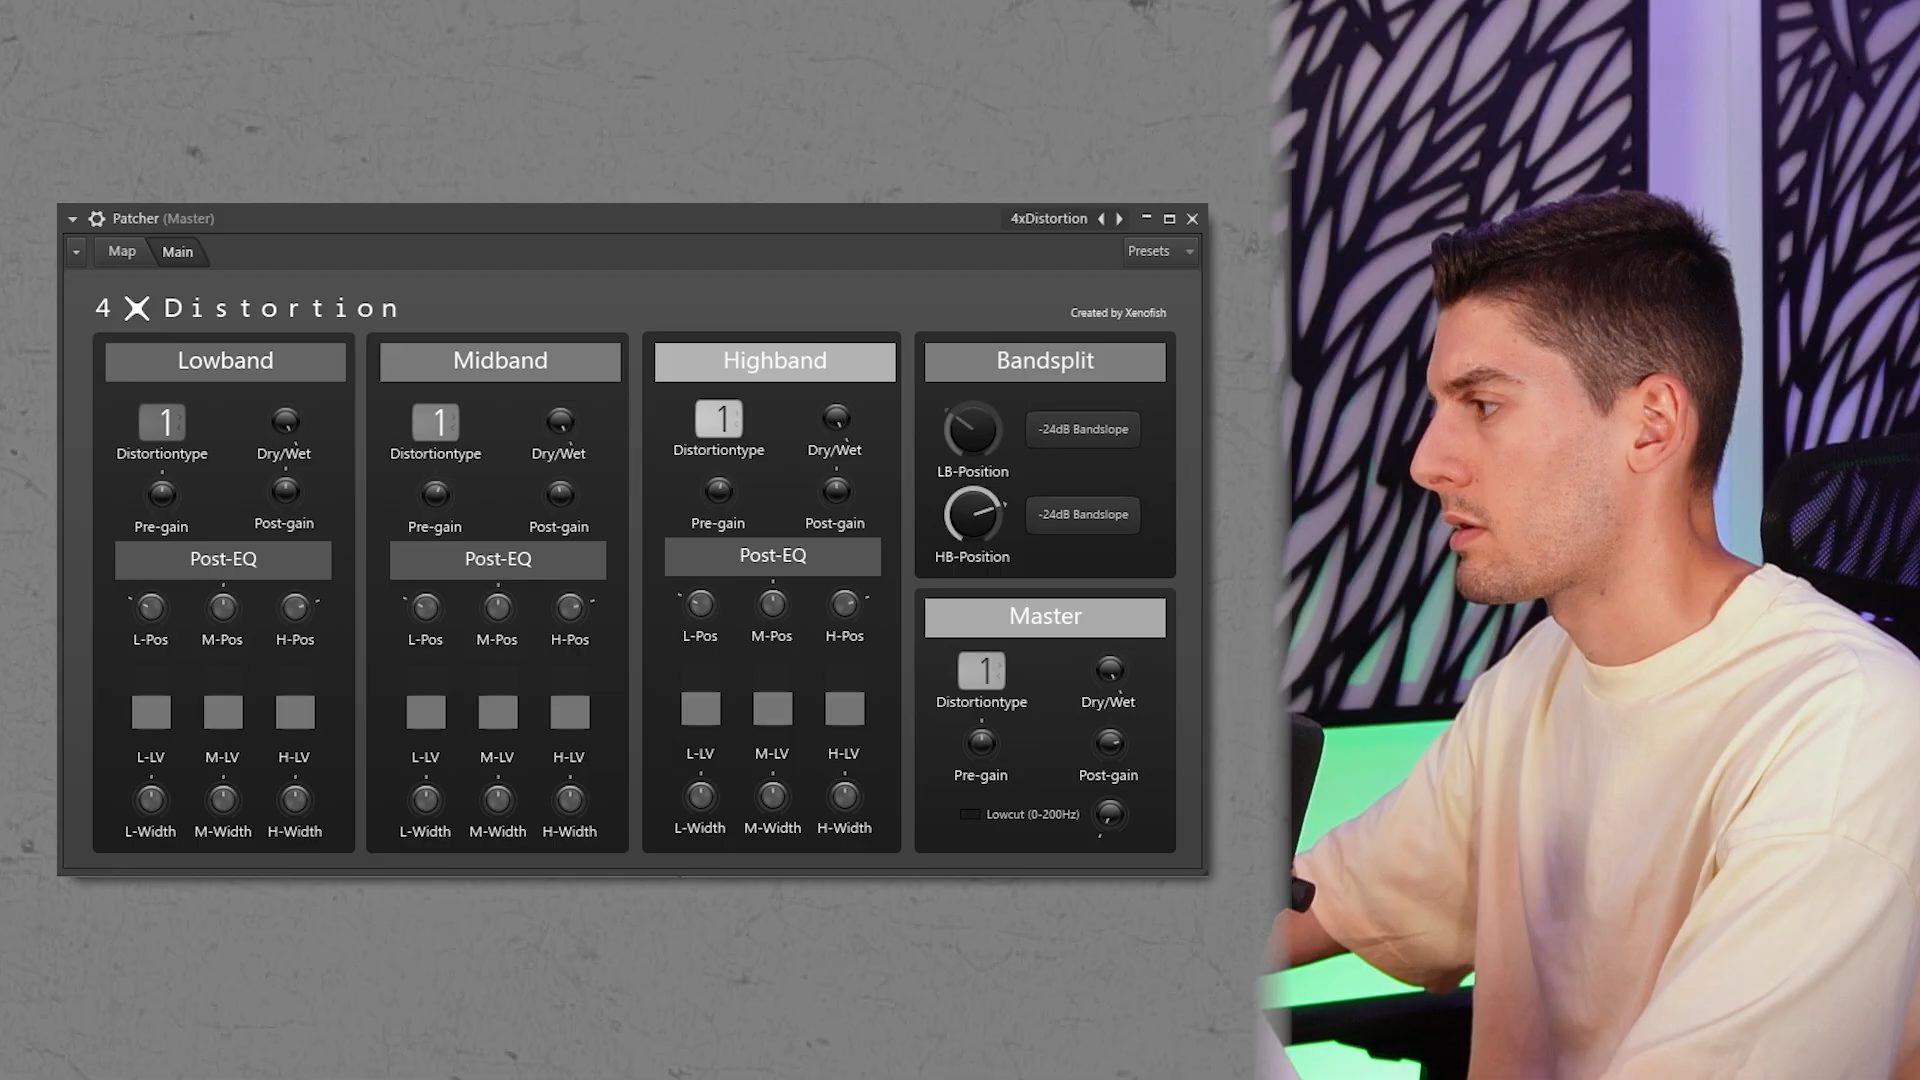 Patcher (Master)
4xDistortion
Map
Main
Presets
4 X Distortion
Created by Xenofish
Lowband
1
Distortiontype
Dry/Wet
Pre-gain
Post-gain
Post-EQ
L-Pos
M-Pos
H-Pos
L-LV
M-LV
H-LV
L-Width
M-Width
H-Width
Midband
1
Distortiontype
Dry/Wet
Pre-gain
Post-gain
Post-EQ
L-Pos
M-Pos
H-Pos
L-LV
M-LV
H-LV
L-Width
M-Width
H-Width
Highband
1
Distortiontype
Dry/Wet
Pre-gain
Post-gain
Post-EQ
L-Pos
M-Pos
H-Pos
L-LV
M-LV
H-LV
L-Width
M-Width
H-Width
Bandsplit
LB-Position
-24dB Bandslope
HB-Position
-24dB Bandslope
Master
1
Distortiontype
Dry/Wet
Pre-gain
Post-gain
Lowcut (0-200Hz)